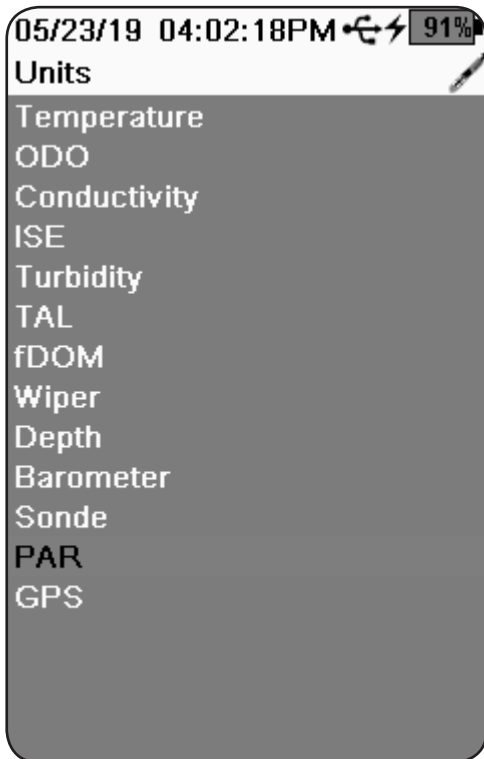 05/23/19 04:02:18PM 91%
Units
Temperature
ODO
Conductivity
ISE
Turbidity
TAL
fDOM
Wiper
Depth
Barometer
Sonde
PAR
GPS